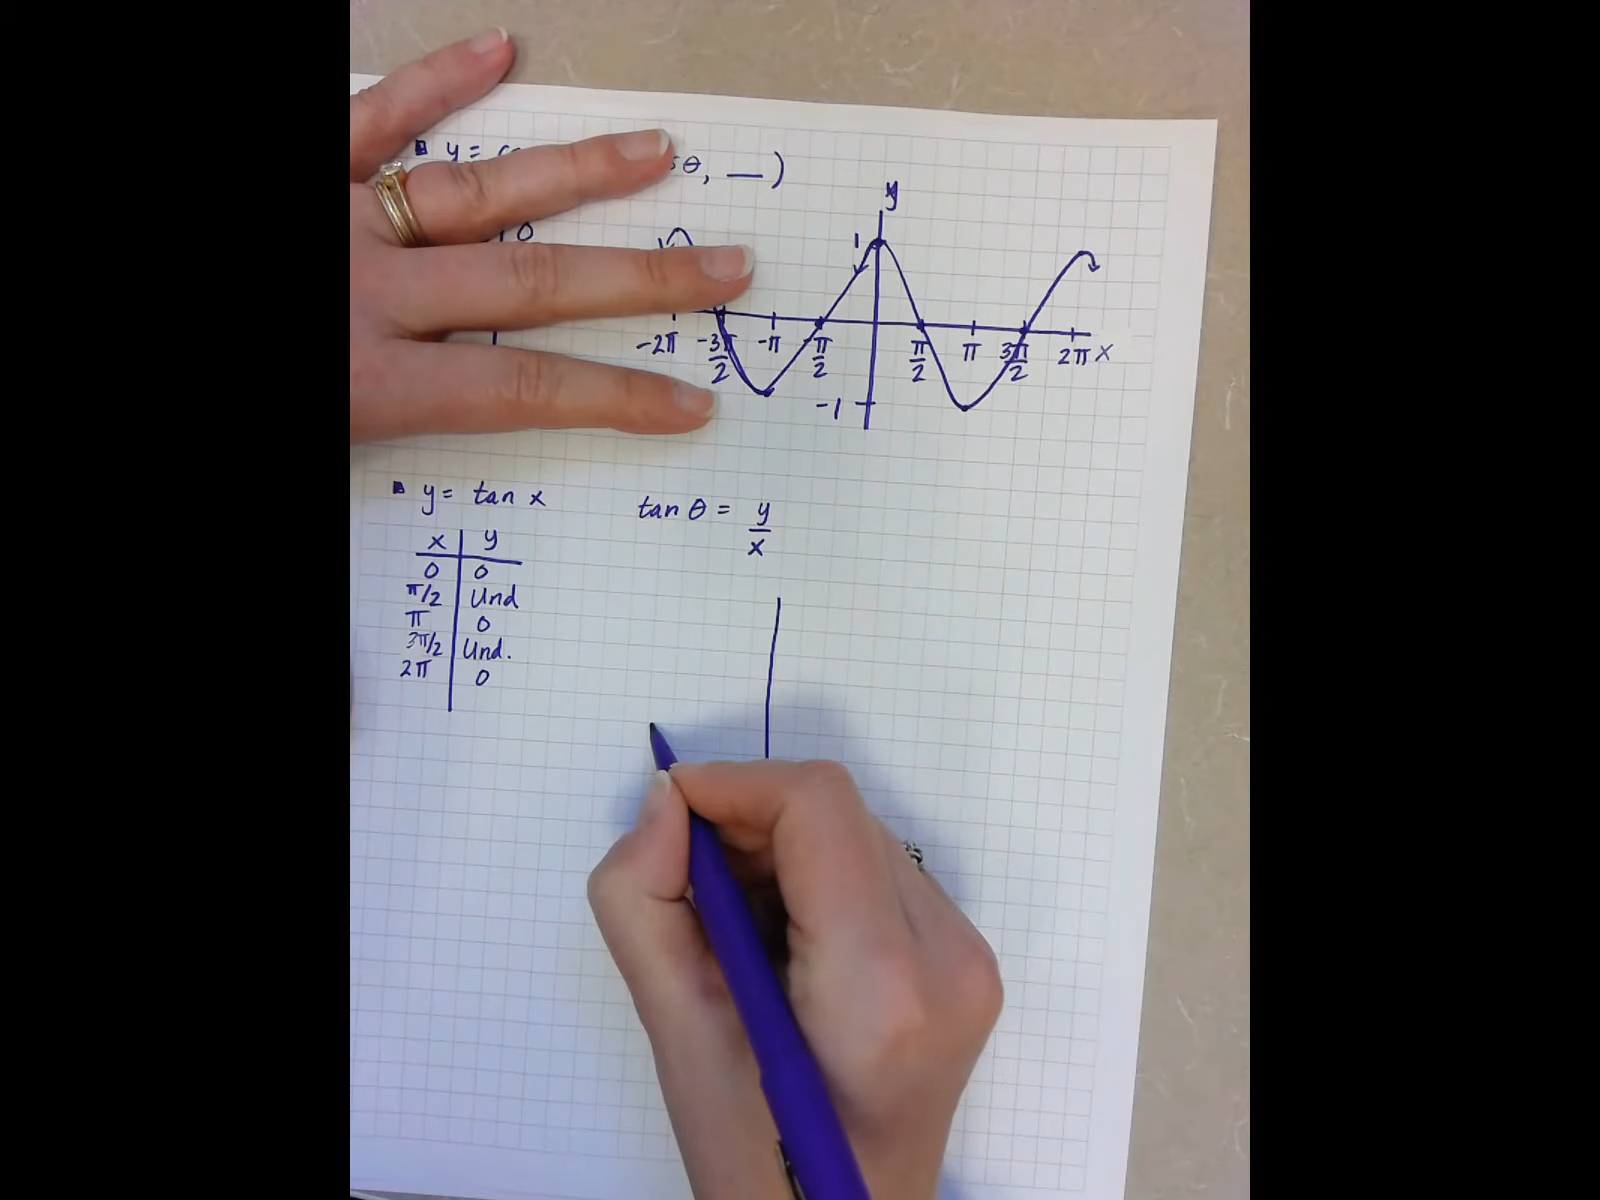 y =
θ, __ )
0
y
1
-2π -3π/2 -π -π/2 π/2 π 3π/2 2π x
-1
y = tan x
tan θ = y/x
x y
0 0
π/2 Und
π 0
3π/2 Und.
2π 0